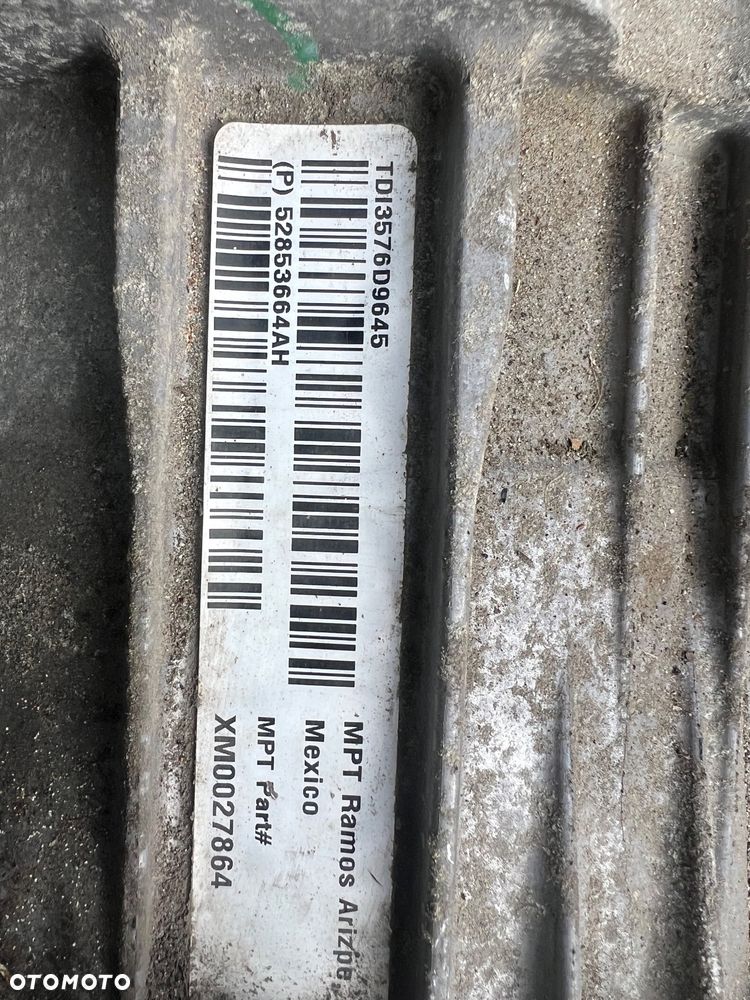 TDI3576D9645
(P) 52853664AH
MPT Ramos Arizpe,
Mexico
MPT Part#
XM0027864
OTOMOTO